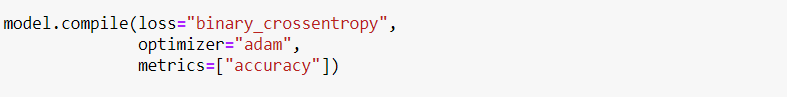 model.compile(loss="binary_crossentropy",
              optimizer="adam",
              metrics=["accuracy"])